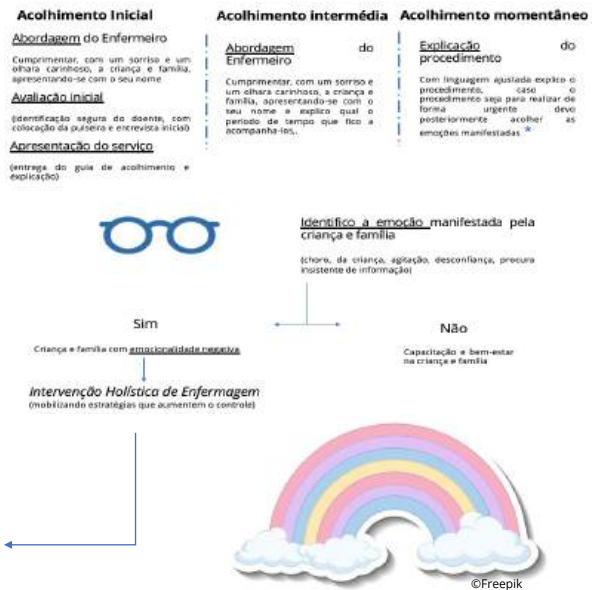 Acolhimento Inicial
Abordagem do Enfermeiro
Cumprimentar, com um sorriso e um
olhara carinhoso, a criança e família,
apresentando-se com o seu nome
Avaliação inicial
(identificação segura do doente, com
colocação da pulseira e entrevista inicial)
Apresentação do serviço
(entrega do guia de acolhimento e
explicação)
Acolhimento intermédia
Abordagem do
Enfermeiro
Cumprimentar, com um sorriso e
um olhara carinhoso, a criança e
família, apresentando-se com o
seu nome e explico qual o
período de tempo que fico a
acompanha-los,.
Acolhimento momentâneo
Explicação do
procedimento
Com linguagem ajustada explico o
procedimento, caso o
procedimento seja para realizar de
forma urgente devo
posteriormente acolher as
emoções manifestadas *
Identifico a emoção manifestada pela
criança e família
(choro, da criança, agitação, desconfiança, procura
insistente de informação)
Sim
Criança e família com emocionalidade negativa
Intervenção Holística de Enfermagem
(mobilizando estratégias que aumentem o controle)
Não
Capacitação e bem-estar
na criança e família
©Freepik